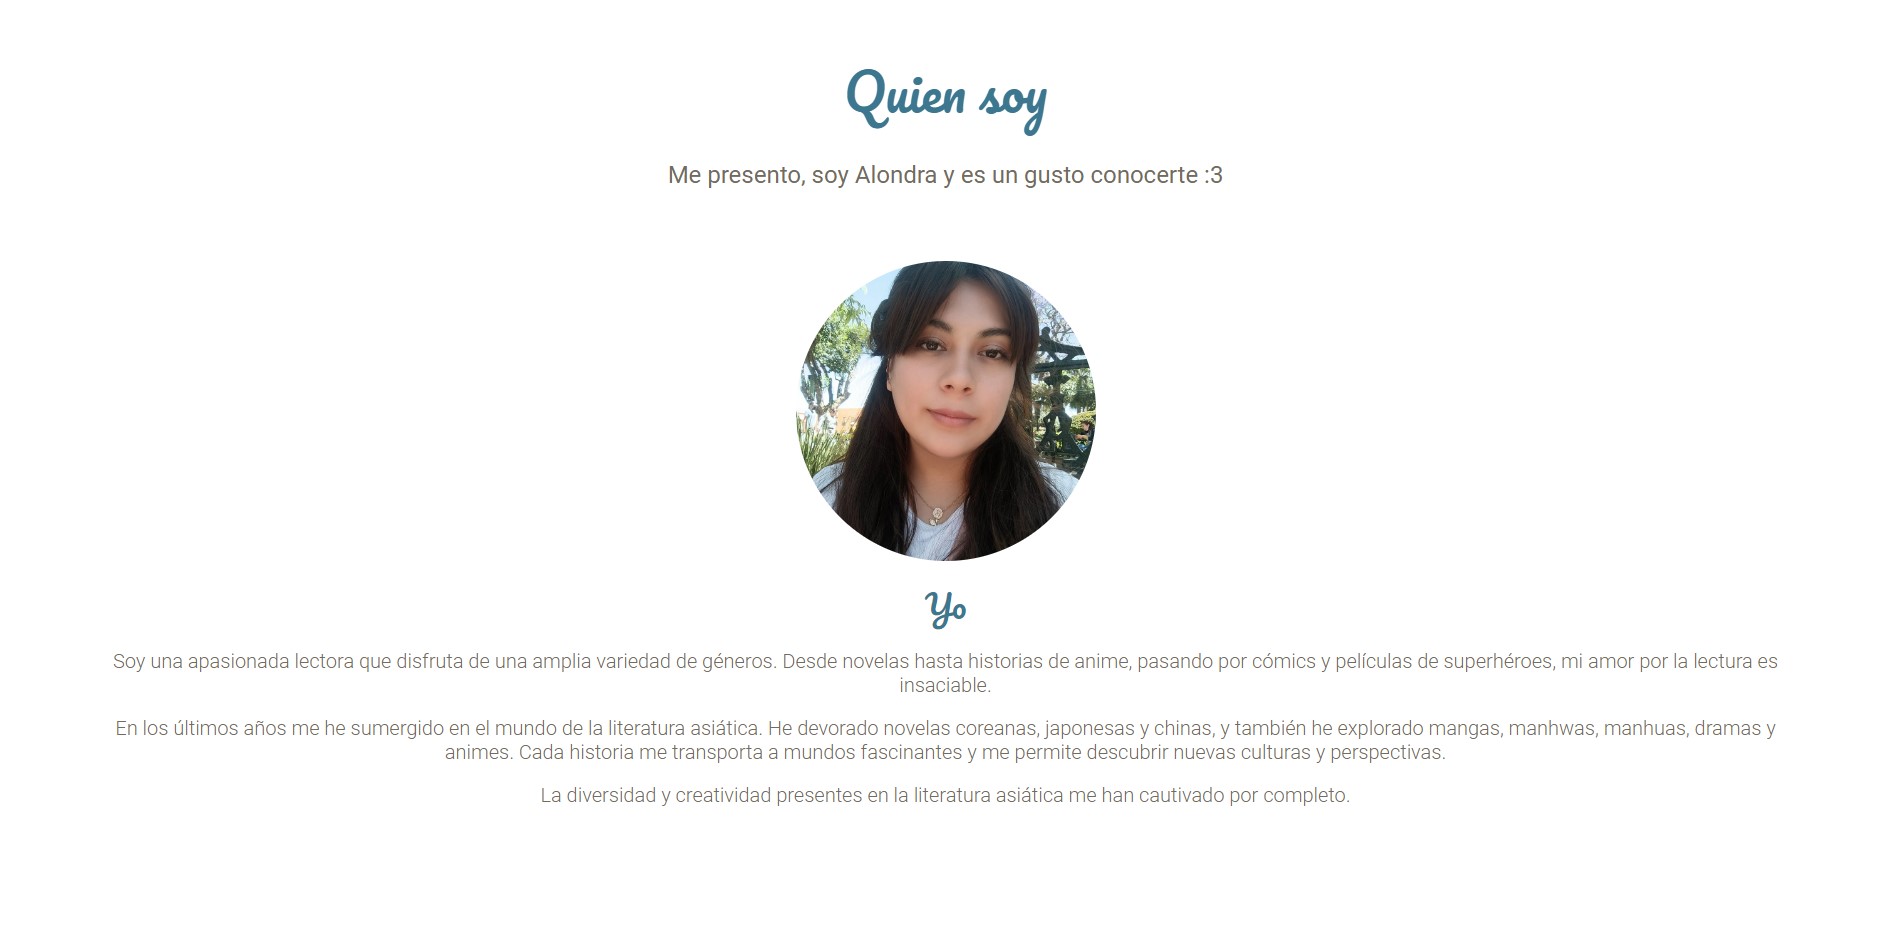 Quien soy
Me presento, soy Alondra y es un gusto conocerte :3
Yo
Soy una apasionada lectora que disfruta de una amplia variedad de géneros. Desde novelas hasta historias de anime, pasando por cómics y películas de superhéroes, mi amor por la lectura es
insaciable.
En los últimos años me he sumergido en el mundo de la literatura asiática. He devorado novelas coreanas, japonesas y chinas, y también he explorado mangas, manhwas, manhuas, dramas y
animes. Cada historia me transporta a mundos fascinantes y me permite descubrir nuevas culturas y perspectivas.
La diversidad y creatividad presentes en la literatura asiática me han cautivado por completo.